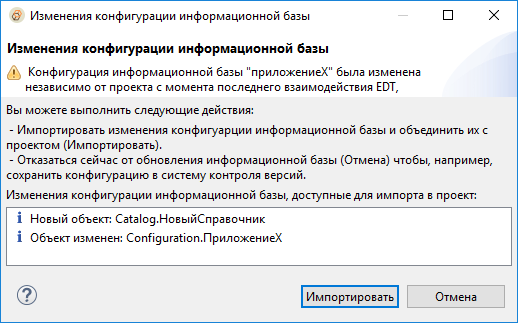 Изменения конфигурации информационной базы
Изменения конфигурации информационной базы
Конфигурация информационной базы "приложениеX" была изменена
независимо от проекта с момента последнего взаимодействия EDT,
Вы можете выполнить следующие действия:
- Импортировать изменения конфигуарции информационной базы и объединить их с
проектом (Импортировать).
- Отказаться сейчас от обновления информационной базы (Отмена) чтобы, например,
сохранить конфигурацию в систему контроля версий.
Изменения конфигурации информационной базы, доступные для импорта в проект:
Новый объект: Catalog.НовыйСправочник
Объект изменен: Configuration.ПриложениеX
Импортировать
Отмена